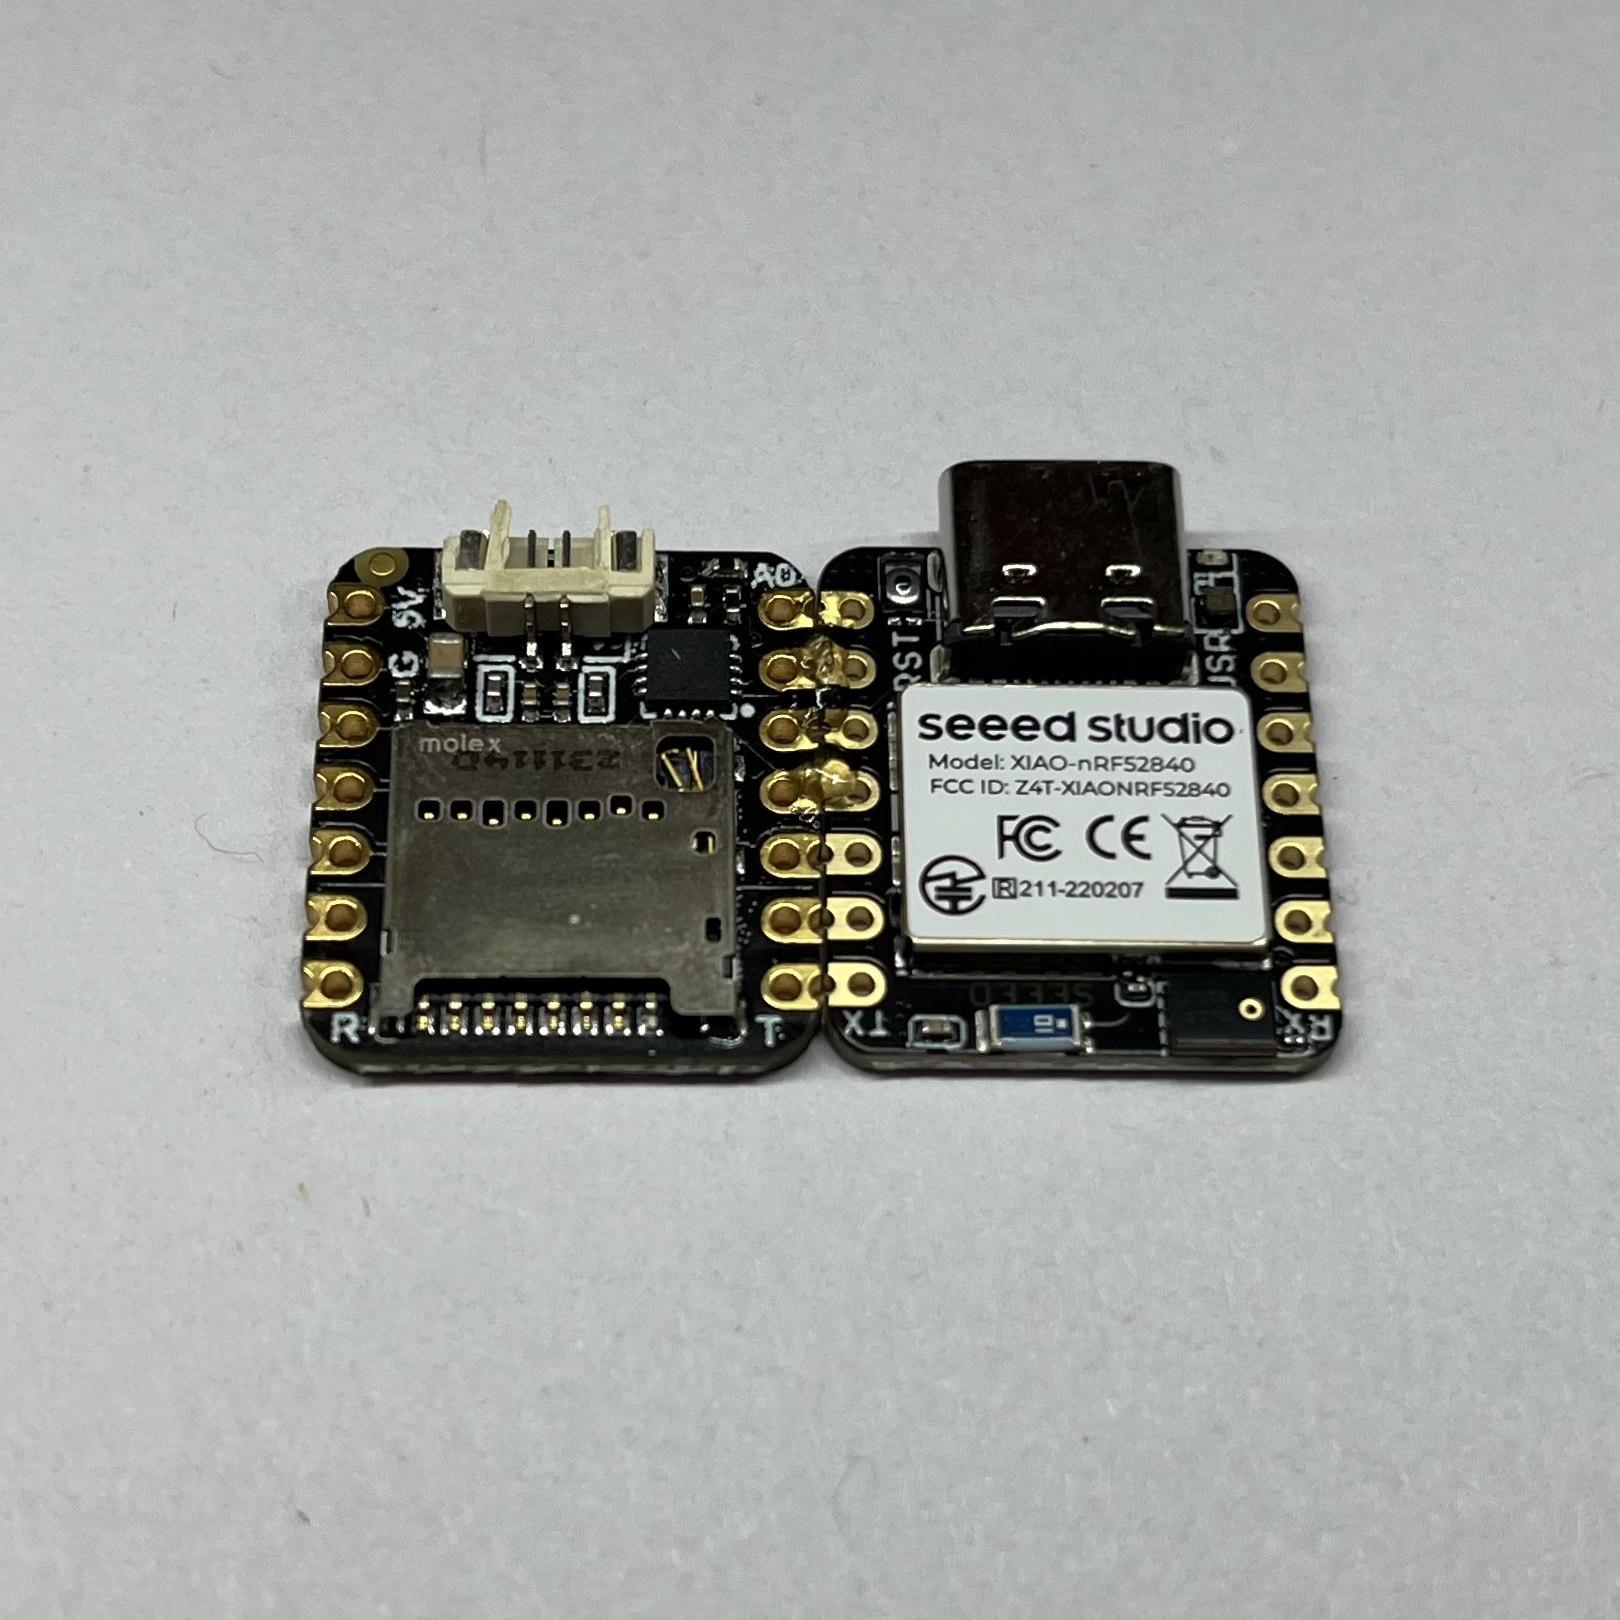 5V
A0
G
molex
231114D
R
T
RST
USR
seeed studio
Model: XIAO-nRF52840
FCC ID: Z4T-XIAONRF52840
FC CE
R 211-220207
SEEED
TX
RX